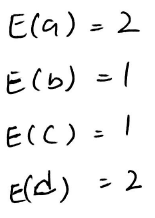 E(a) = 2
E(b) = 1
E(C) = 1
E(d) = 2